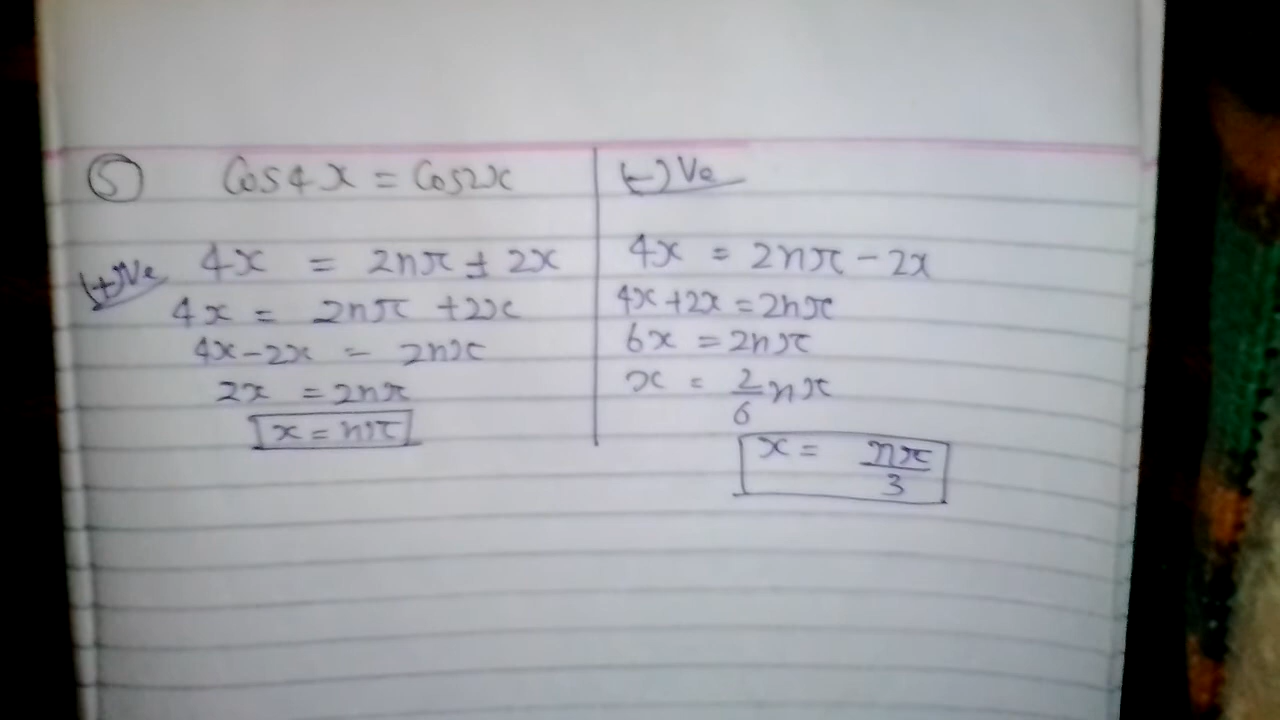 5 Cos4x = Cos2x
(+)Ve 4x = 2nπ ± 2x
4x = 2nπ +2x
4x-2x = 2nπ
2x = 2nπ
x = nπ
(-)Ve
4x = 2nπ - 2x
4x+2x = 2nπ
6x = 2nπ
x = 2/6 nπ
x = nπ/3